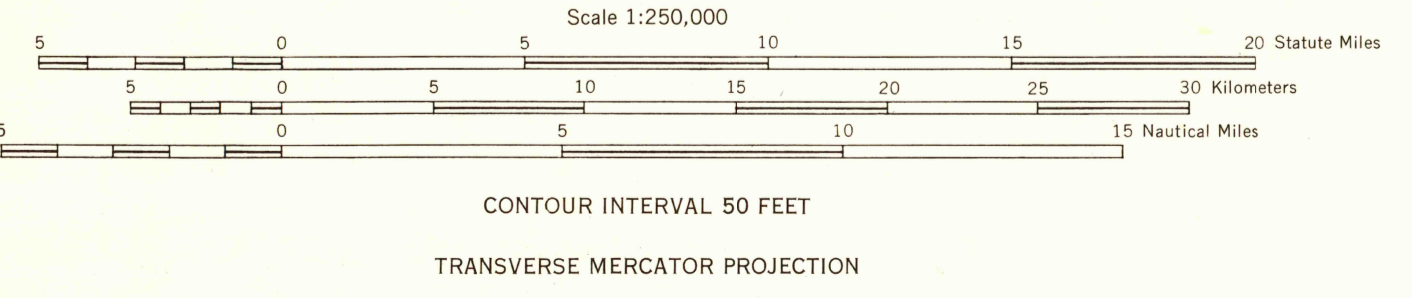 Scale 1:250,000
5 0 5 10 15 20 Statute Miles
5 0 5 10 15 20 25 30 Kilometers
5 0 5 10 15 Nautical Miles
CONTOUR INTERVAL 50 FEET
TRANSVERSE MERCATOR PROJECTION